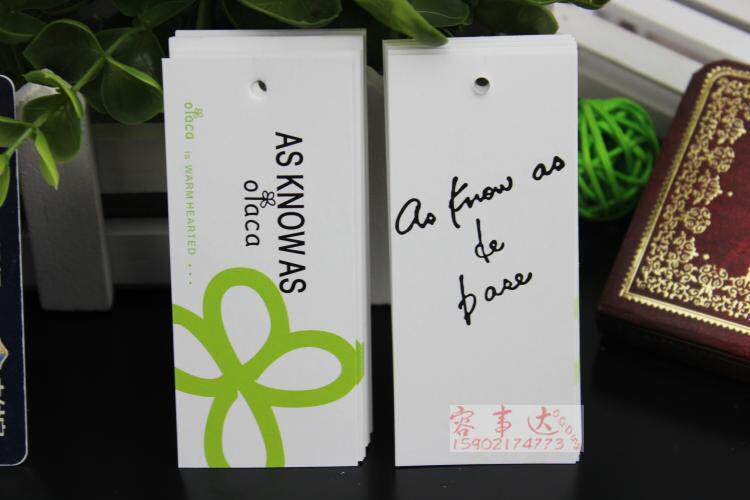 olaca is WARM HEARTED ...
AS KNOW AS
olaca
As know as
de
base
容事达
15902174773